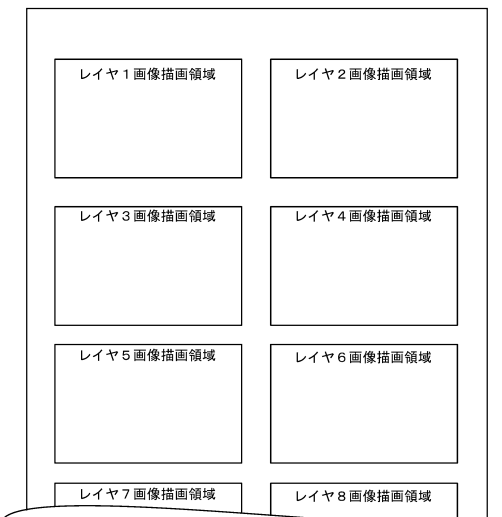 レイヤ１画像描画領域
レイヤ２画像描画領域
レイヤ３画像描画領域
レイヤ４画像描画領域
レイヤ５画像描画領域
レイヤ６画像描画領域
レイヤ７画像描画領域
レイヤ８画像描画領域